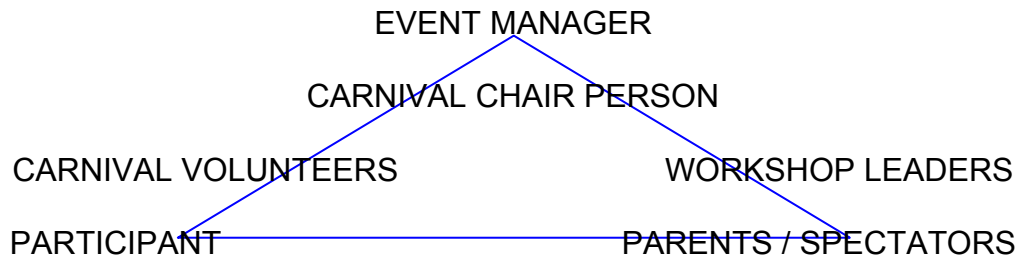 EVENT MANAGER
CARNIVAL CHAIR PERSON
CARNIVAL VOLUNTEERS WORKSHOP LEADERS
PARTICIPANT PARENTS / SPECTATORS